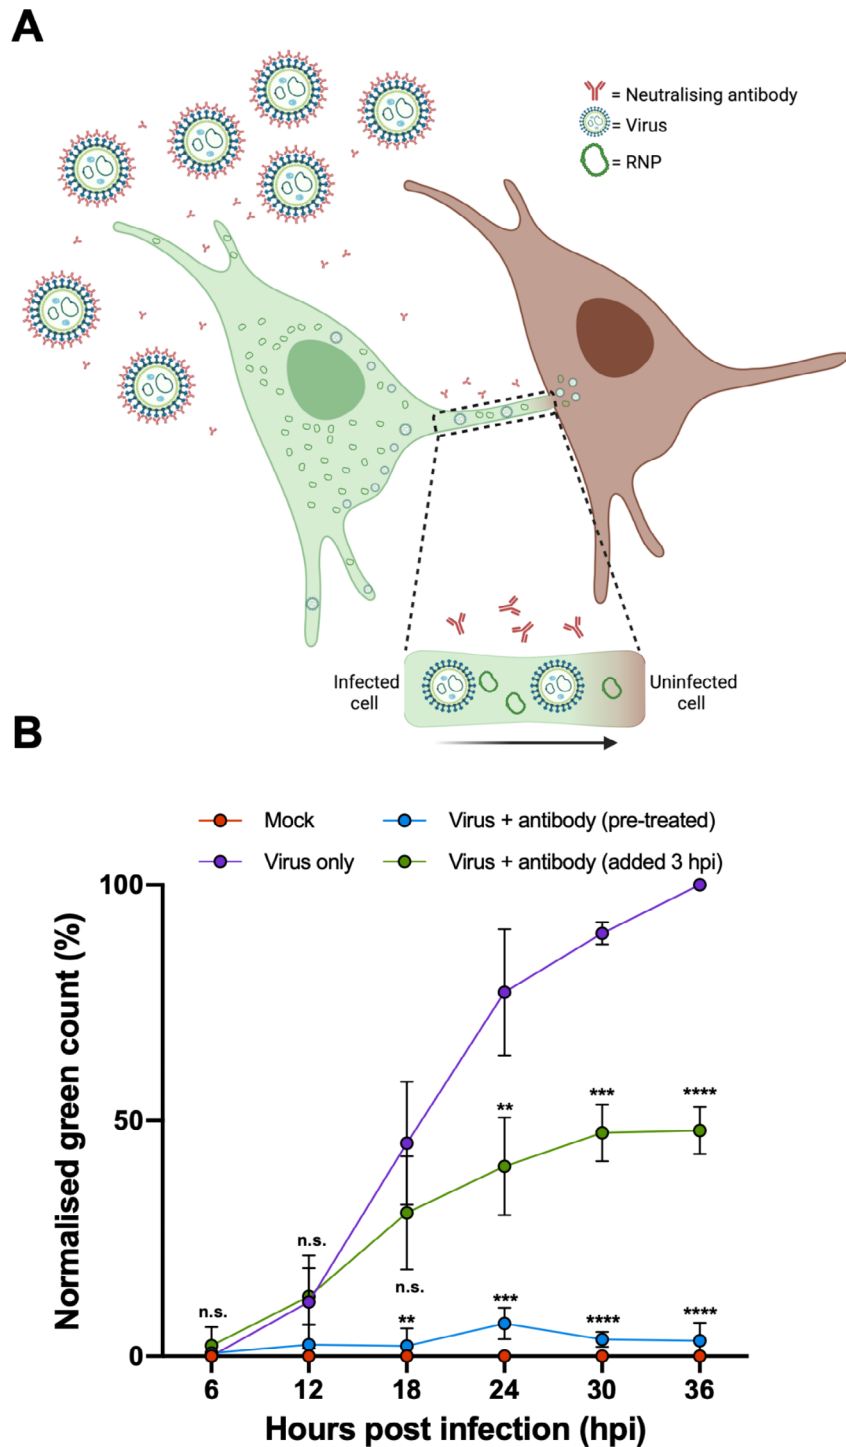 A
= Neutralising antibody
= Virus
= RNP
Infected
cell
Uninfected
cell
B
Mock
Virus + antibody (pre-treated)
Virus only
Virus + antibody (added 3 hpi)
Normalised green count (%)
100
50
0
n.s.
n.s.
n.s.
**
**
***
***
****
****
****
6
12
18
24
30
36
Hours post infection (hpi)